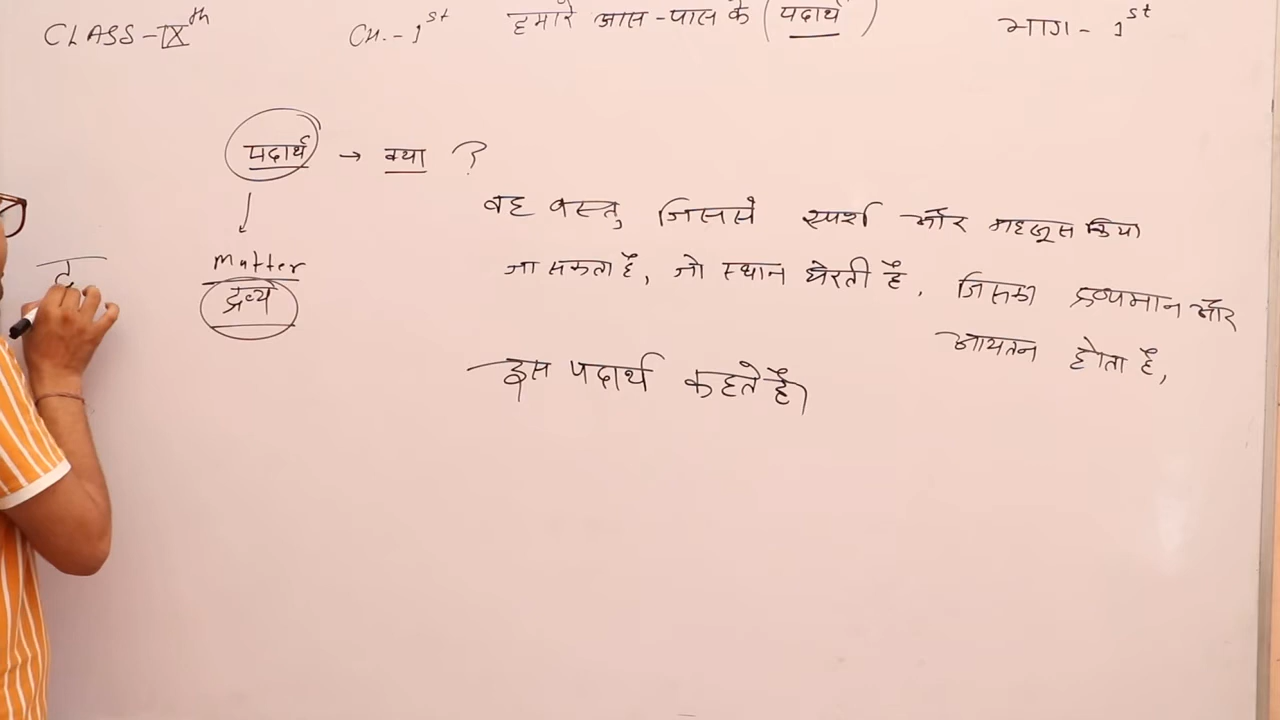 CLASS-IXth CH.-1st हमारे आस-पास के (पदार्थ) भाग-1st
पदार्थ → क्या ?
Matter
द्रव्य
वह वस्तु जिससे स्पर्श और महसूस किया
जा सकता है, जो स्थान घेरती है, जिसका द्रव्यमान और
आयतन होता है,
इस पदार्थ कहते है।